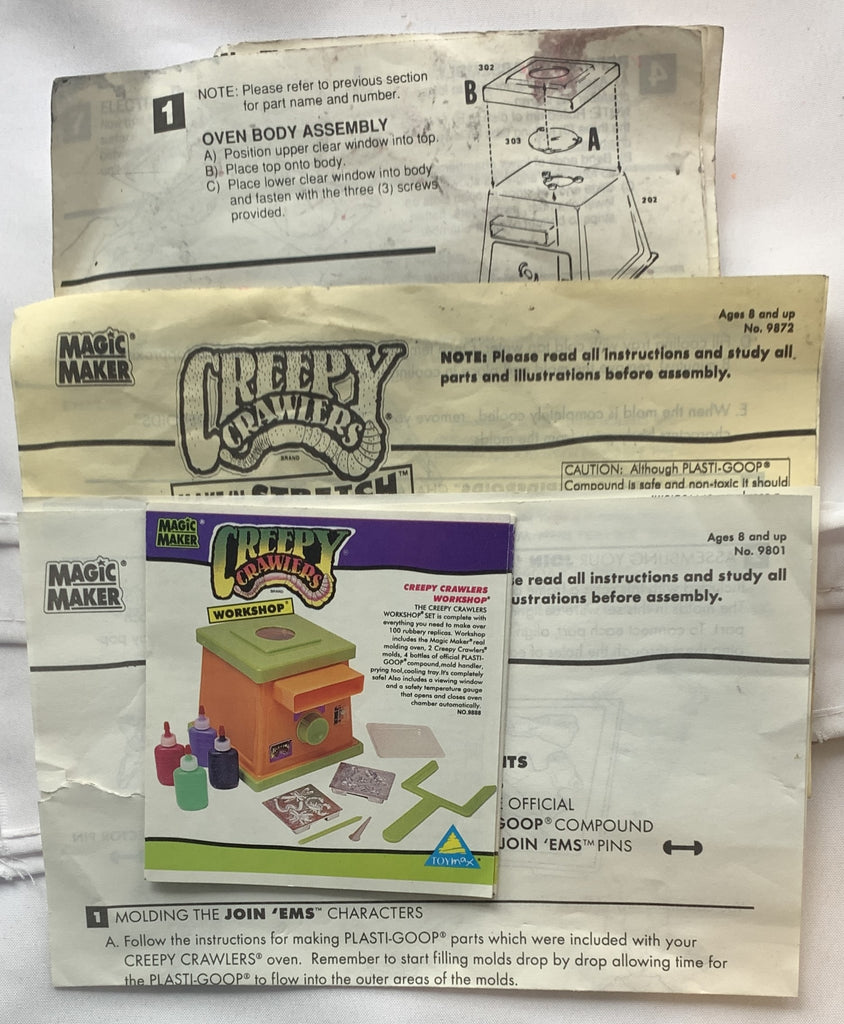 1
NOTE: Please refer to previous section
for part name and number.
OVEN BODY ASSEMBLY
A) Position upper clear window into top.
B) Place top onto body.
C) Place lower clear window into body
and fasten with the three (3) screws
provided.
302
B
303
A
202
MAGIC
MAKER®
CREEPY
CRAWLERS®
BRAND
STRETCH™
Ages 8 and up
No. 9872
NOTE: Please read all instructions and study all
parts and illustrations before assembly.
CAUTION: Although PLASTI-GOOP®
Compound is safe and non-toxic it should
MAGIC
MAKER®
Ages 8 and up
No. 9801
e read all instructions and study all
ustrations before assembly.
MAGIC
MAKER®
CREEPY
CRAWLERS®
BRAND
WORKSHOP®
CREEPY CRAWLERS
WORKSHOP®
THE CREEPY CRAWLERS
WORKSHOP® SET is complete with
everything you need to make over
100 rubbery replicas. Workshop
includes the Magic Maker® real
molding oven, 2 Creepy Crawlers®
molds, 4 bottles of official PLASTI-
GOOP® compound, mold handler,
prying tool, cooling tray. It's completely
safe! Also includes a viewing window
and a safety temperature gauge
that opens and closes oven
chamber automatically.
NO.9888
TOYMAX®
NTS
OFFICIAL
GOOP® COMPOUND
JOIN 'EMS™ PINS
1 MOLDING THE JOIN 'EMS™ CHARACTERS
A. Follow the instructions for making PLASTI-GOOP® parts which were included with your
CREEPY CRAWLERS® oven. Remember to start filling molds drop by drop allowing time for
the PLASTI-GOOP® to flow into the outer areas of the molds.